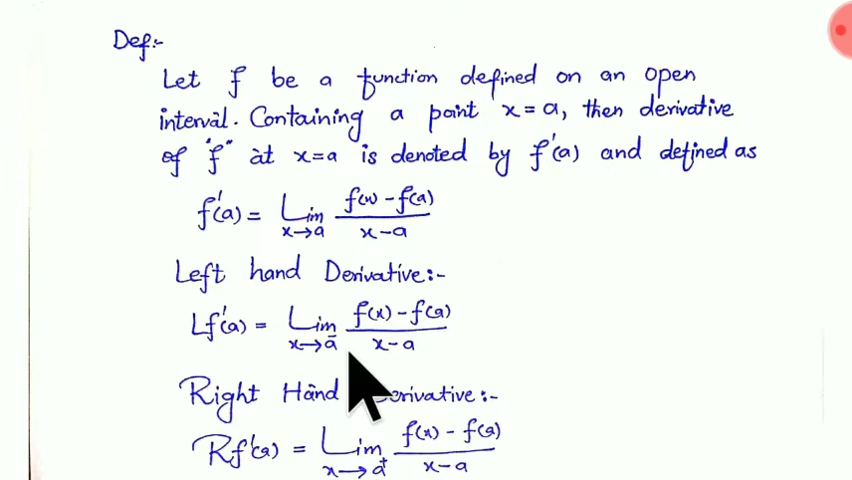 Def:-
Let f be a function defined on an open
interval. Containing a point x=a, then derivative
of "f" at x=a is denoted by f'(a) and defined as
f'(a) = Lim x→a f(x) - f(a) / x-a
Left hand Derivative:-
Lf'(a) = Lim x→a⁻ f(x) - f(a) / x-a
Right Hand Derivative:-
Rf'(a) = Lim x→a⁺ f(x) - f(a) / x-a